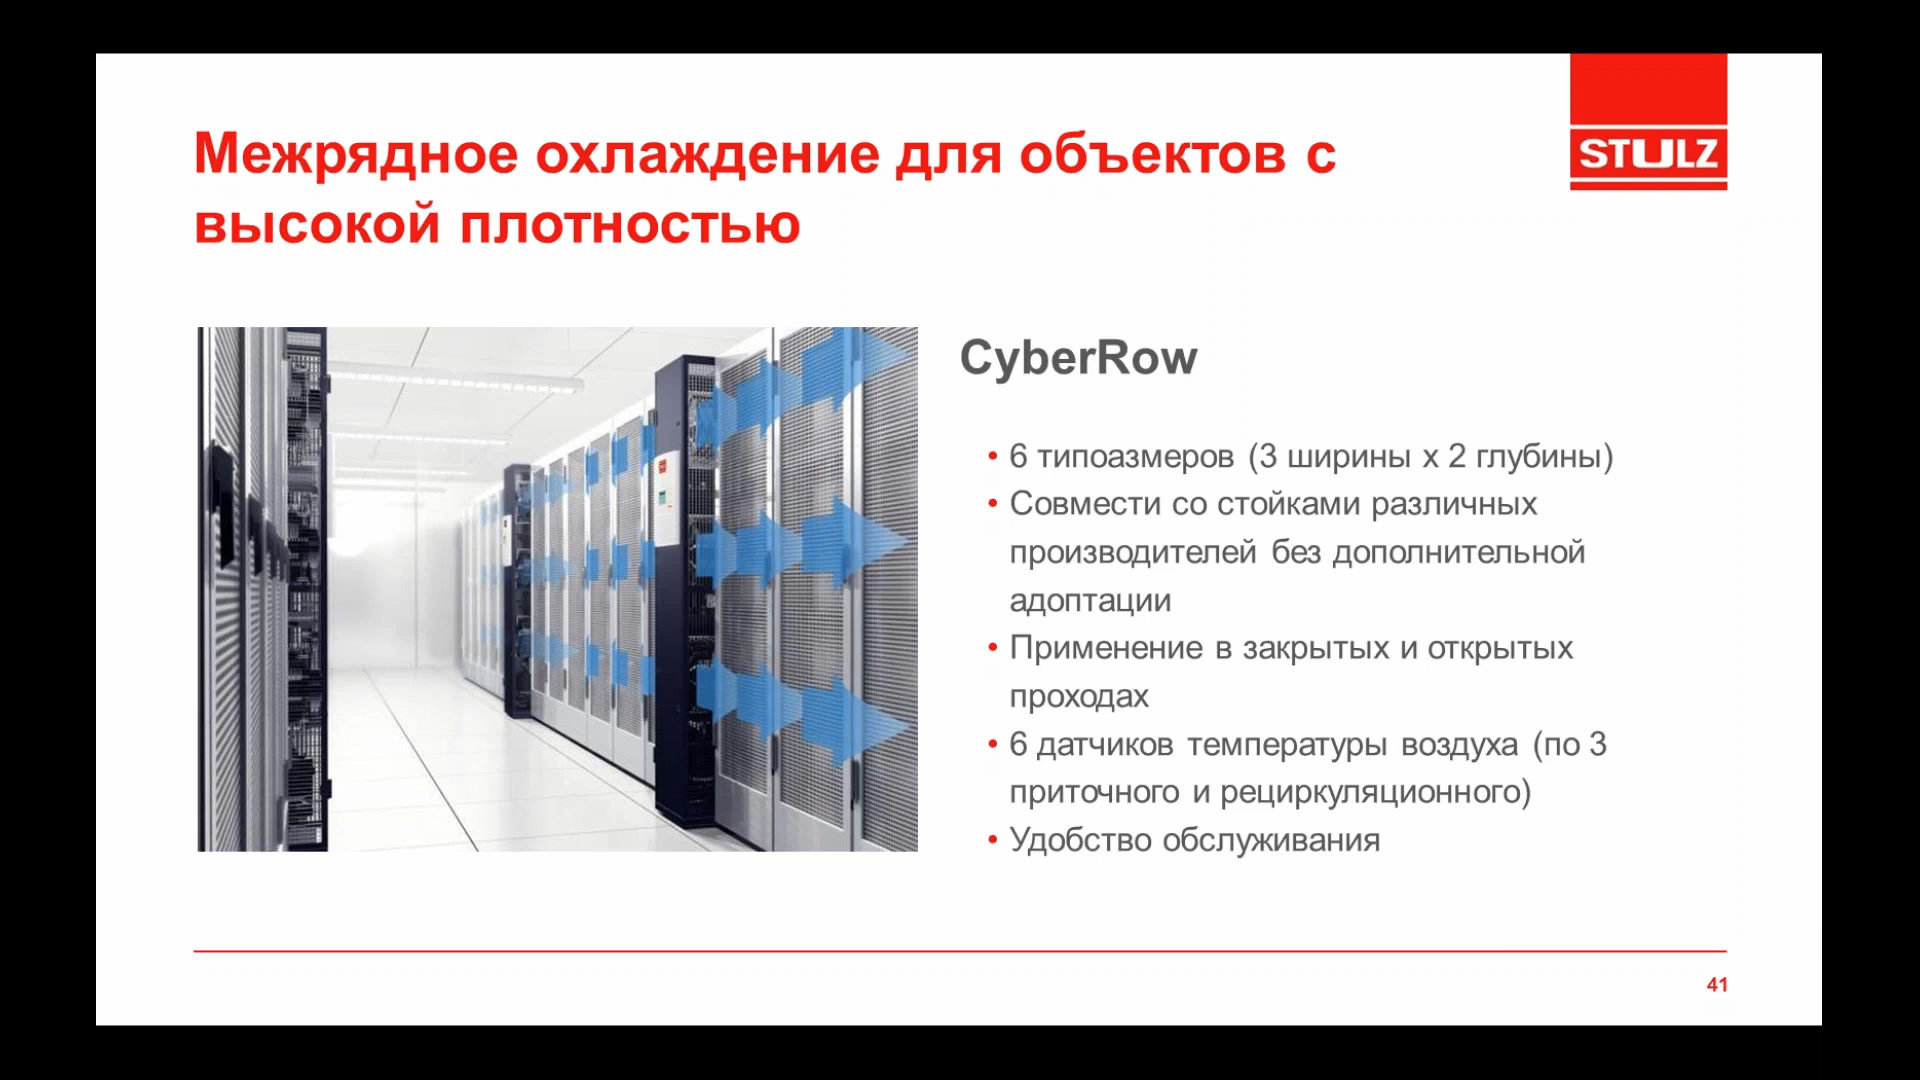 Межрядное охлаждение для объектов с
высокой плотностью
STULZ
CyberRow
• 6 типоазмеров (3 ширины х 2 глубины)
• Совмести со стойками различных
производителей без дополнительной
адоптации
• Применение в закрытых и открытых
проходах
• 6 датчиков температуры воздуха (по 3
приточного и рециркуляционного)
• Удобство обслуживания
41